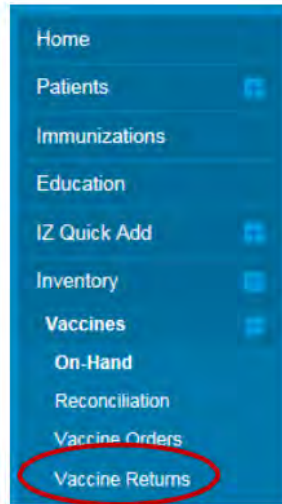 Home
Patients
Immunizations
Education
IZ Quick Add
Inventory
Vaccines
On-Hand
Reconciliation
Vaccine Orders
Vaccine Returns